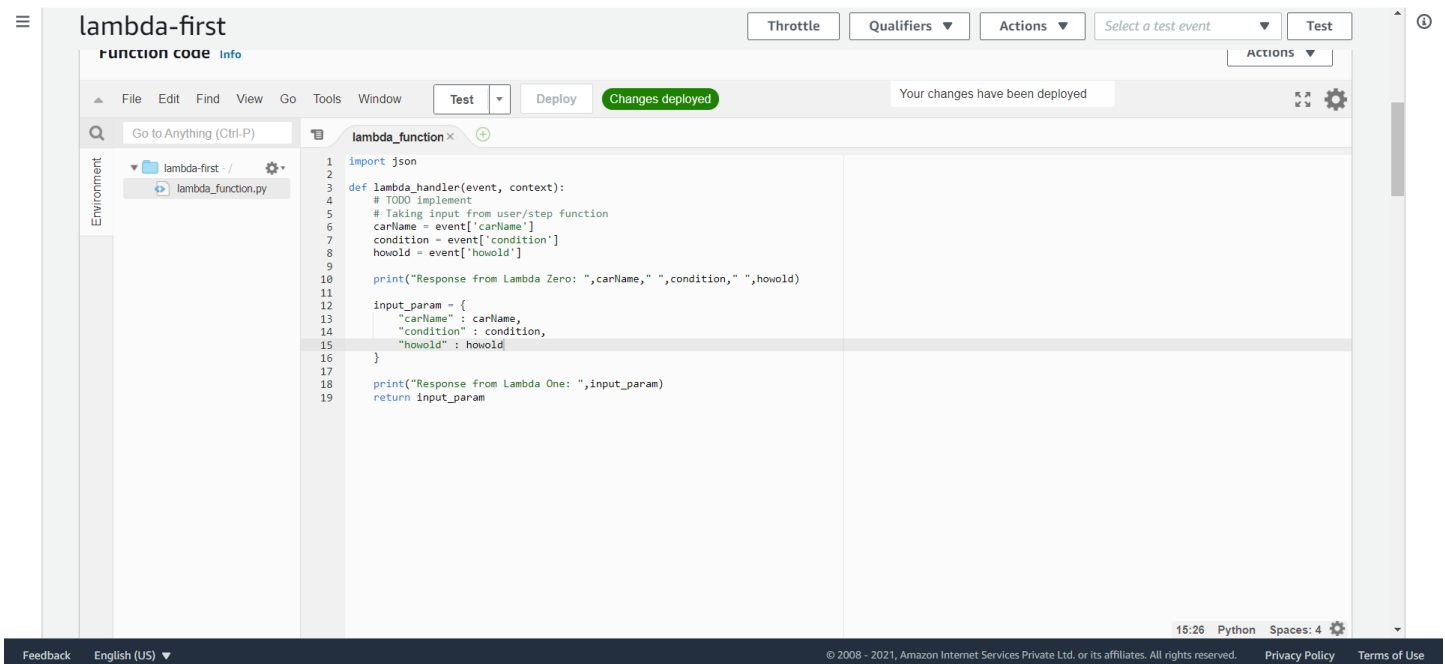 lambda-first
Throttle
Qualifiers
Actions
Select a test event
Test
Function code Info
Actions
File Edit Find View Go Tools Window
Test
Deploy
Changes deployed
Your changes have been deployed
Go to Anything (Ctrl-P)
lambda_function
Environment
lambda-first - /
lambda_function.py
1 import json
2
3 def lambda_handler(event, context):
4 # TODO implement
5 # Taking input from user/step function
6 carName = event['carName']
7 condition = event['condition']
8 howold = event['howold']
9
10 print("Response from Lambda Zero: ",carName," ",condition," ",howold)
11
12 input_param = {
13 "carName" : carName,
14 "condition" : condition,
15 "howold" : howold
16 }
17
18 print("Response from Lambda One: ",input_param)
19 return input_param
15:26 Python Spaces: 4
Feedback English (US) © 2008 - 2021, Amazon Internet Services Private Ltd. or its affiliates. All rights reserved. Privacy Policy Terms of Use